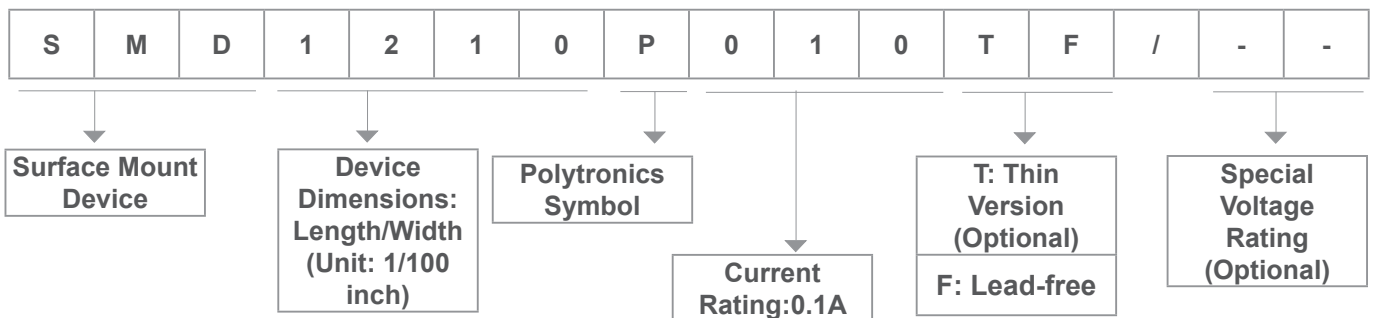 S M D 1 2 1 0 P 0 1 0 T F / - -
Surface Mount
Device
Device
Dimensions:
Length/Width
(Unit: 1/100
inch)
Polytronics
Symbol
Current
Rating:0.1A
T: Thin
Version
(Optional)
F: Lead-free
Special
Voltage
Rating
(Optional)